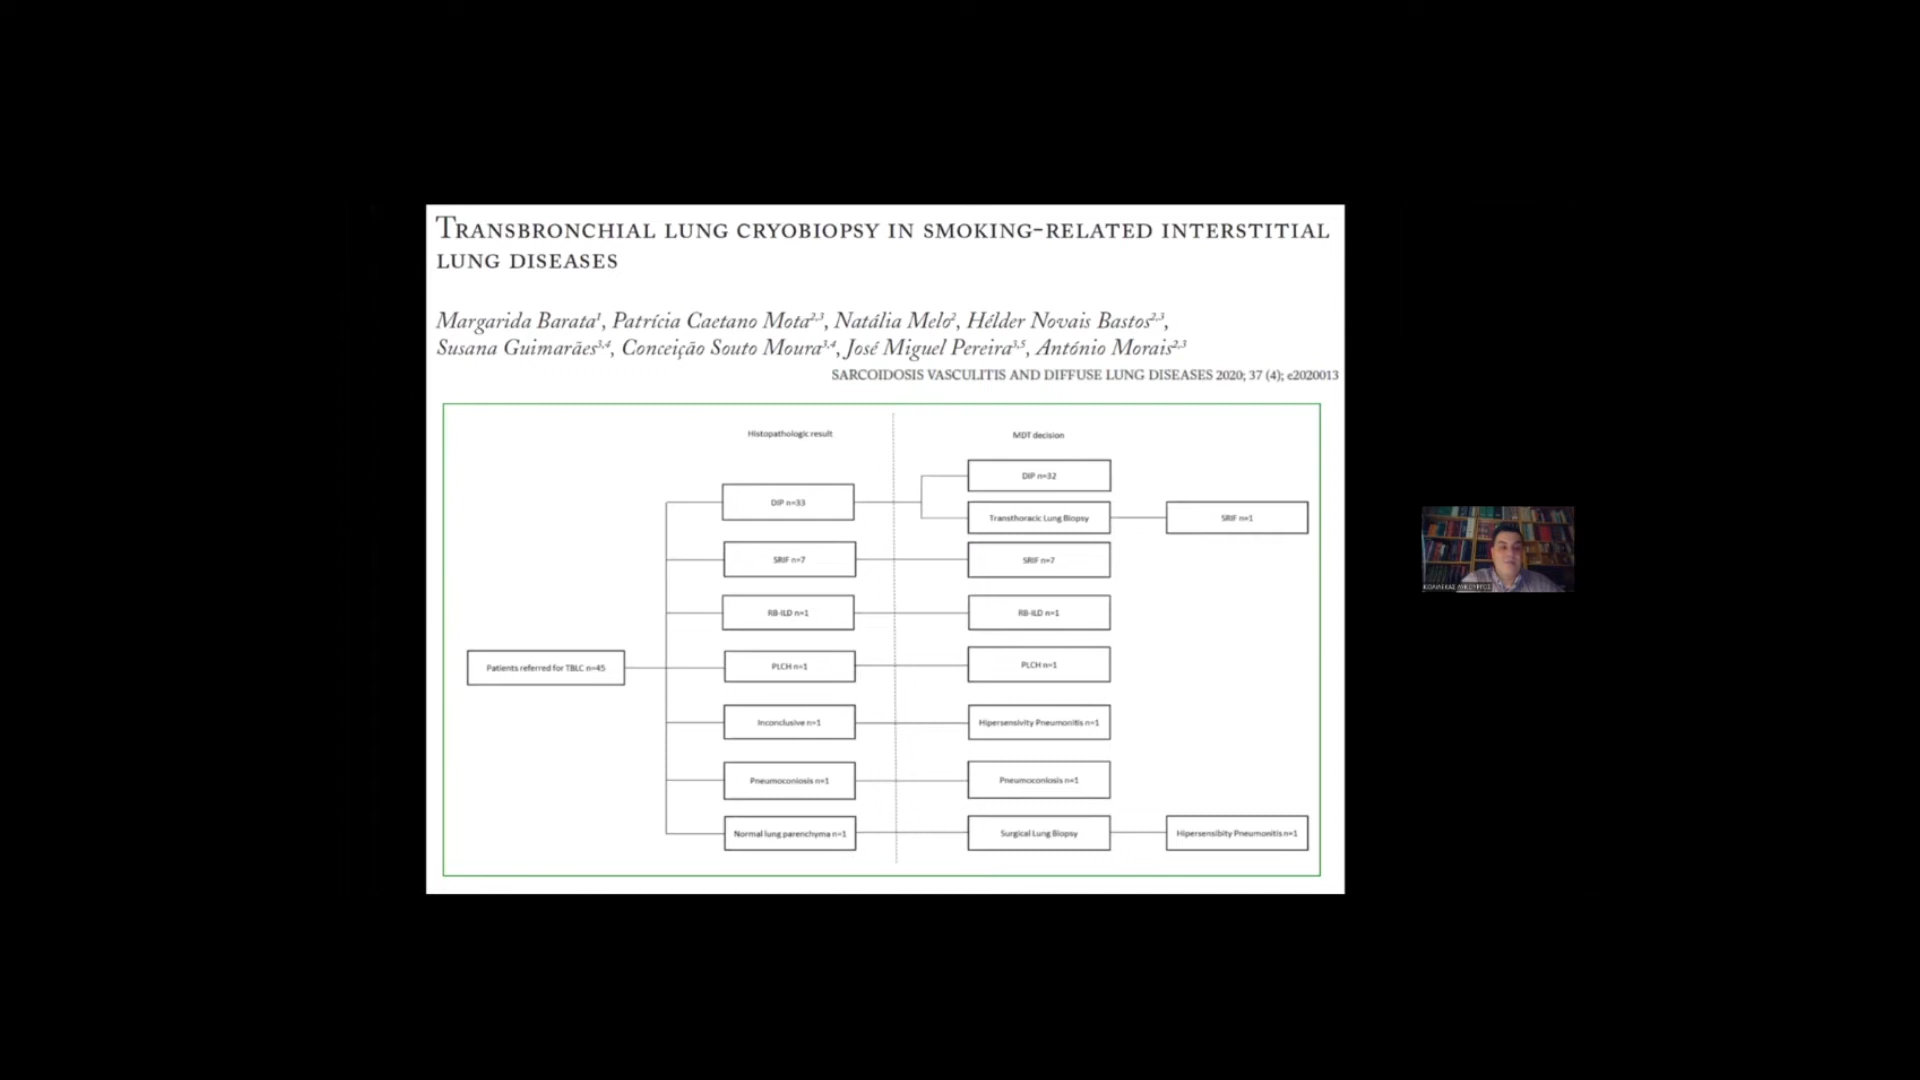 TRANSBRONCHIAL LUNG CRYOBIOPSY IN SMOKING-RELATED INTERSTITIAL
LUNG DISEASES
Margarida Barata¹, Patrícia Caetano Mota²,³, Natália Melo², Hélder Novais Bastos²,³,
Susana Guimarães³,⁴, Conceição Souto Moura³,⁴, José Miguel Pereira³,⁵, António Morais²,³
SARCOIDOSIS VASCULITIS AND DIFFUSE LUNG DISEASES 2020; 37 (4); e2020013
Histopathologic result
MDT decision
DIP n=33
DIP n=32
Transthoracic Lung Biopsy
SRIF n=1
SRIF n=7
SRIF n=7
RB-ILD n=1
RB-ILD n=1
Patients referred for TBLC n=45
PLCH n=1
PLCH n=1
Inconclusive n=1
Hipersensivity Pneumonitis n=1
Pneumoconiosis n=1
Pneumoconiosis n=1
Normal lung parenchyma n=1
Surgical Lung Biopsy
Hipersensibity Pneumonitis n=1